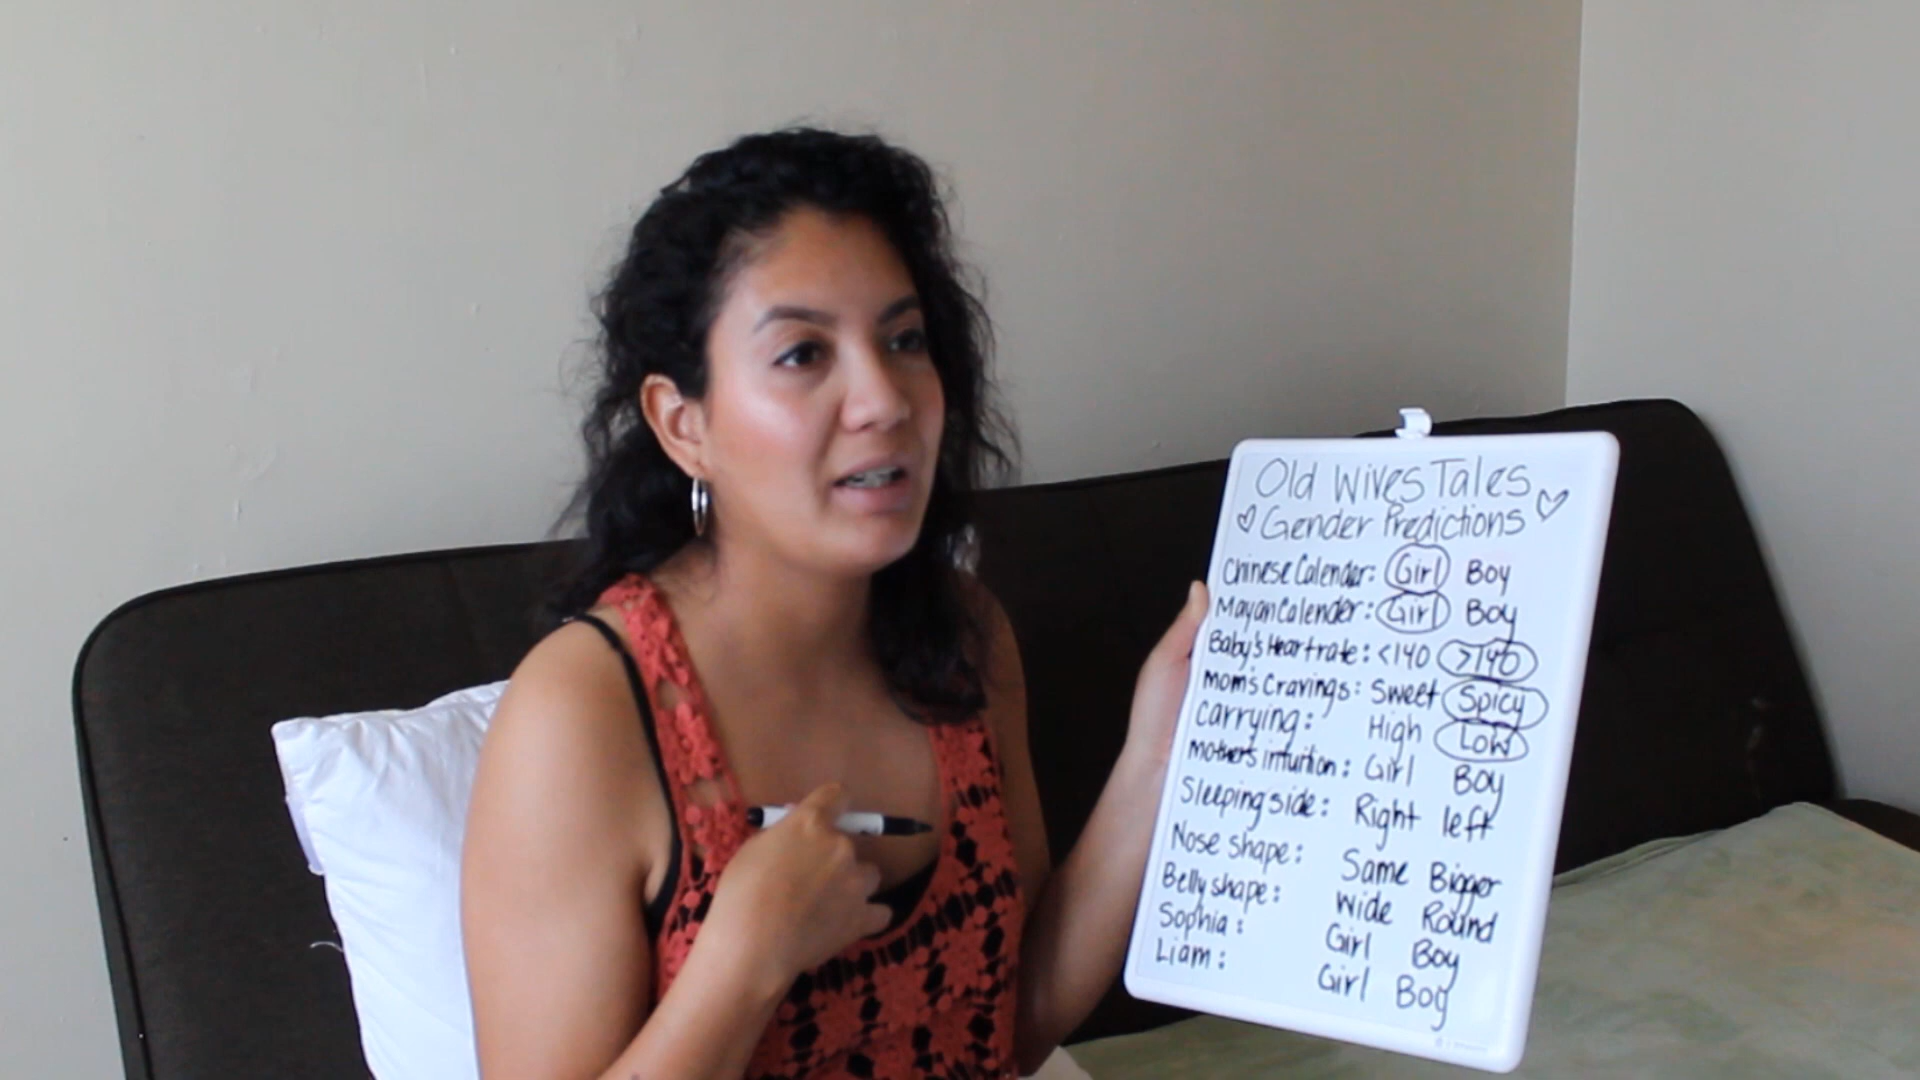 Old Wives Tales
Gender Predictions
Chinese Calender: Girl Boy
Mayan Calender: Girl Boy
Baby's Heartrate: <140 >140
Mom's Cravings: Sweet Spicy
Carrying: High Low
Mothers intuition: Girl Boy
Sleeping side: Right left
Nose shape: Same Bigger
Belly shape: Wide Round
Sophia: Girl Boy
Liam: Girl Boy